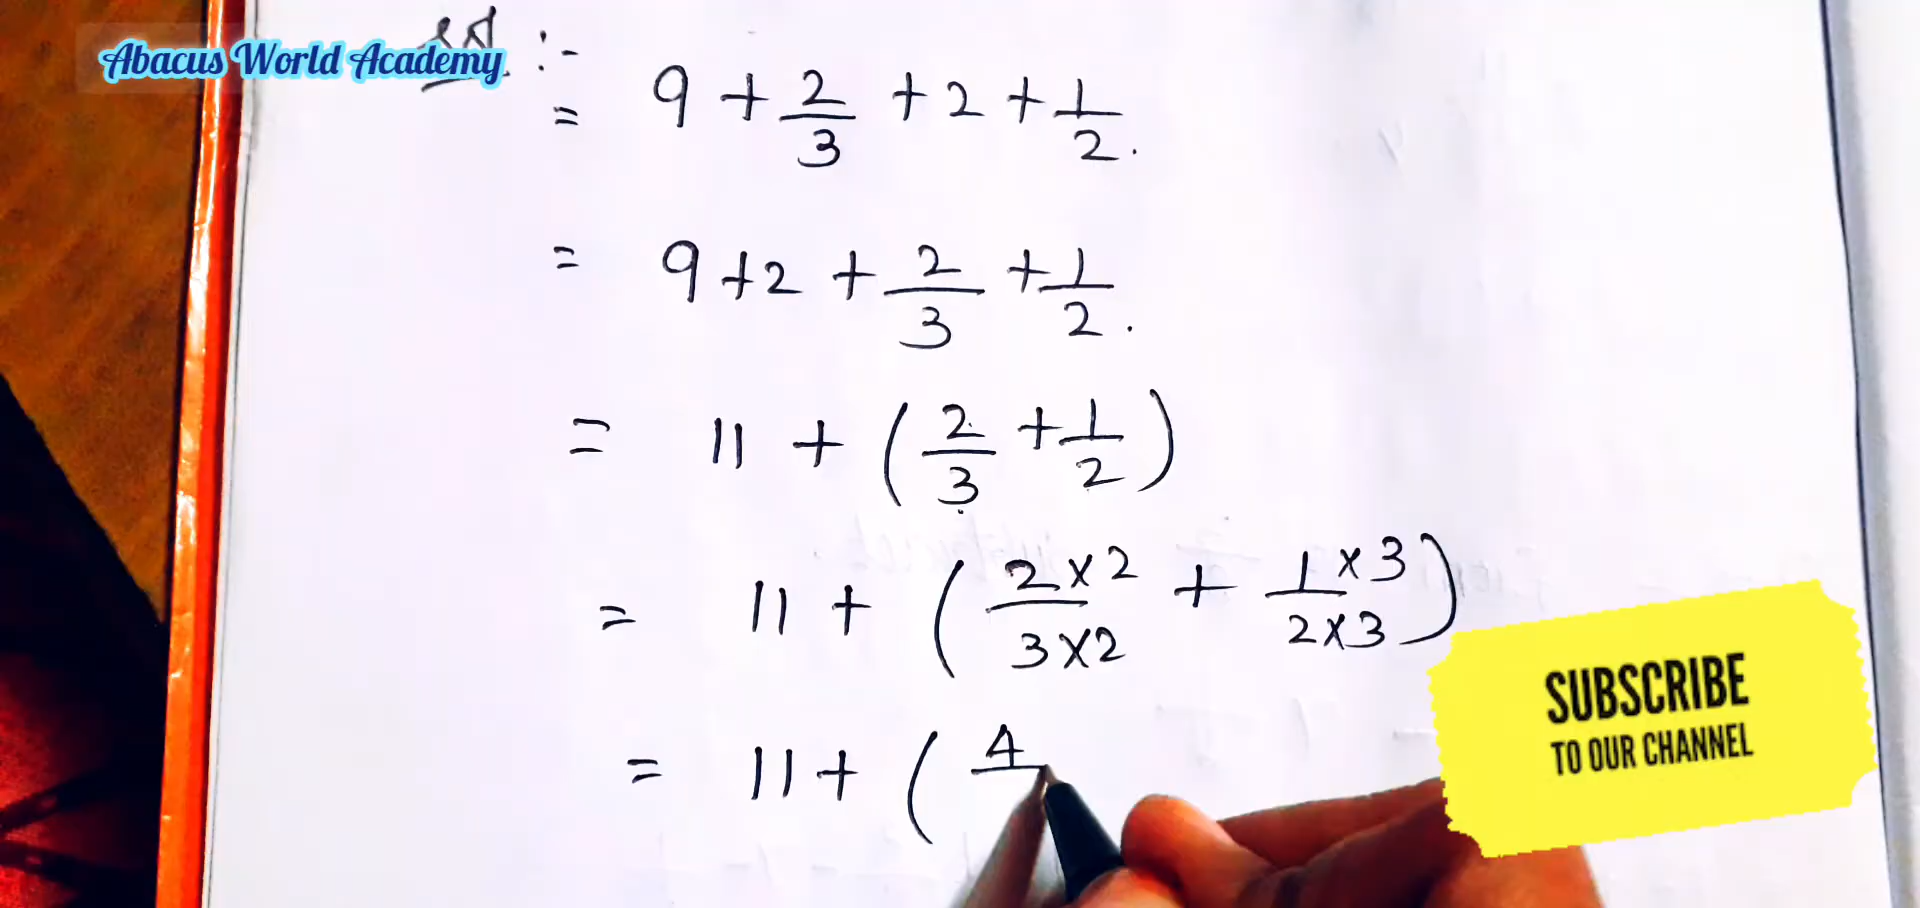 Abacus World Academy
:-
= 9 + 2/3 + 2 + 1/2.
= 9 + 2 + 2/3 + 1/2.
= 11 + ( 2/3 + 1/2 )
= 11 + ( 2×2/3×2 + 1×3/2×3 )
= 11 + ( 4/
SUBSCRIBE
TO OUR CHANNEL